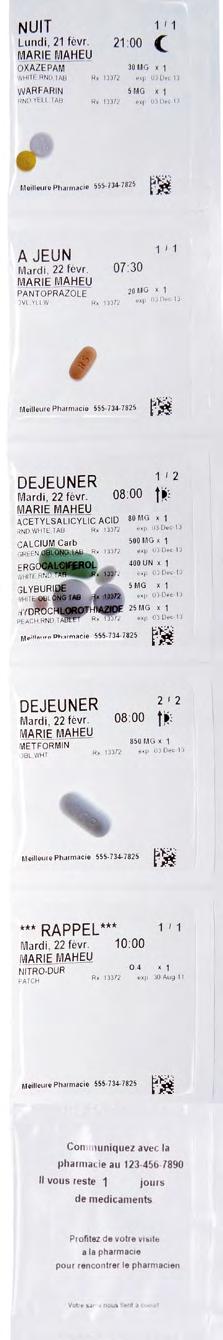 NUIT 1 / 1
Lundi, 21 févr. 21:00
MARIE MAHEU
OXAZEPAM 30 MG x 1
WHITE.RND.TAB Rx 13372 exp 03-Dec-13
WARFARIN 5 MG x 1
RND.YELL.TAB Rx 13372 exp 03-Dec-13
Meilleure Pharmacie 555-734-7825
A JEUN 1 / 1
Mardi, 22 févr. 07:30
MARIE MAHEU
PANTOPRAZOLE 20 MG x 1
OVL.YLLW Rx 13372 exp 03-Dec-13
Meilleure Pharmacie 555-734-7825
DEJEUNER 1 / 2
Mardi, 22 févr. 08:00
MARIE MAHEU
ACETYLSALICYLIC ACID 80 MG x 1
RND.WHITE.TAB Rx 13372 exp 03-Dec-13
CALCIUM Carb 500 MG x 1
GREEN.OBLONG.TAB Rx 13372 exp 03-Dec-13
ERGOCALCIFEROL 400 UN x 1
WHITE.RND.TAB Rx 13372 exp 03-Dec-13
GLYBURIDE 5 MG x 1
WHITE.OBLONG.TAB Rx 13372 exp 03-Dec-13
HYDROCHLOROTHIAZIDE 25 MG x 1
PEACH.RND.TABLET Rx 13372 exp 03-Dec-13
Meilleure Pharmacie 555-734-7825
DEJEUNER 2 / 2
Mardi, 22 févr. 08:00
MARIE MAHEU
METFORMIN 850 MG x 1
OBL.WHT Rx 13372 exp 03-Dec-13
Meilleure Pharmacie 555-734-7825
*** RAPPEL*** 1 / 1
Mardi, 22 févr. 10:00
MARIE MAHEU
NITRO-DUR 0.4 x 1
PATCH Rx 13372 exp 30-Aug-11
Meilleure Pharmacie 555-734-7825
Communiquez avec la
pharmacie au 123-456-7890
Il vous reste 1 jours
de medicaments
Profitez de votre visite
a la pharmacie
pour rencontrer le pharmacien
Votre sante nous tient a coeur!